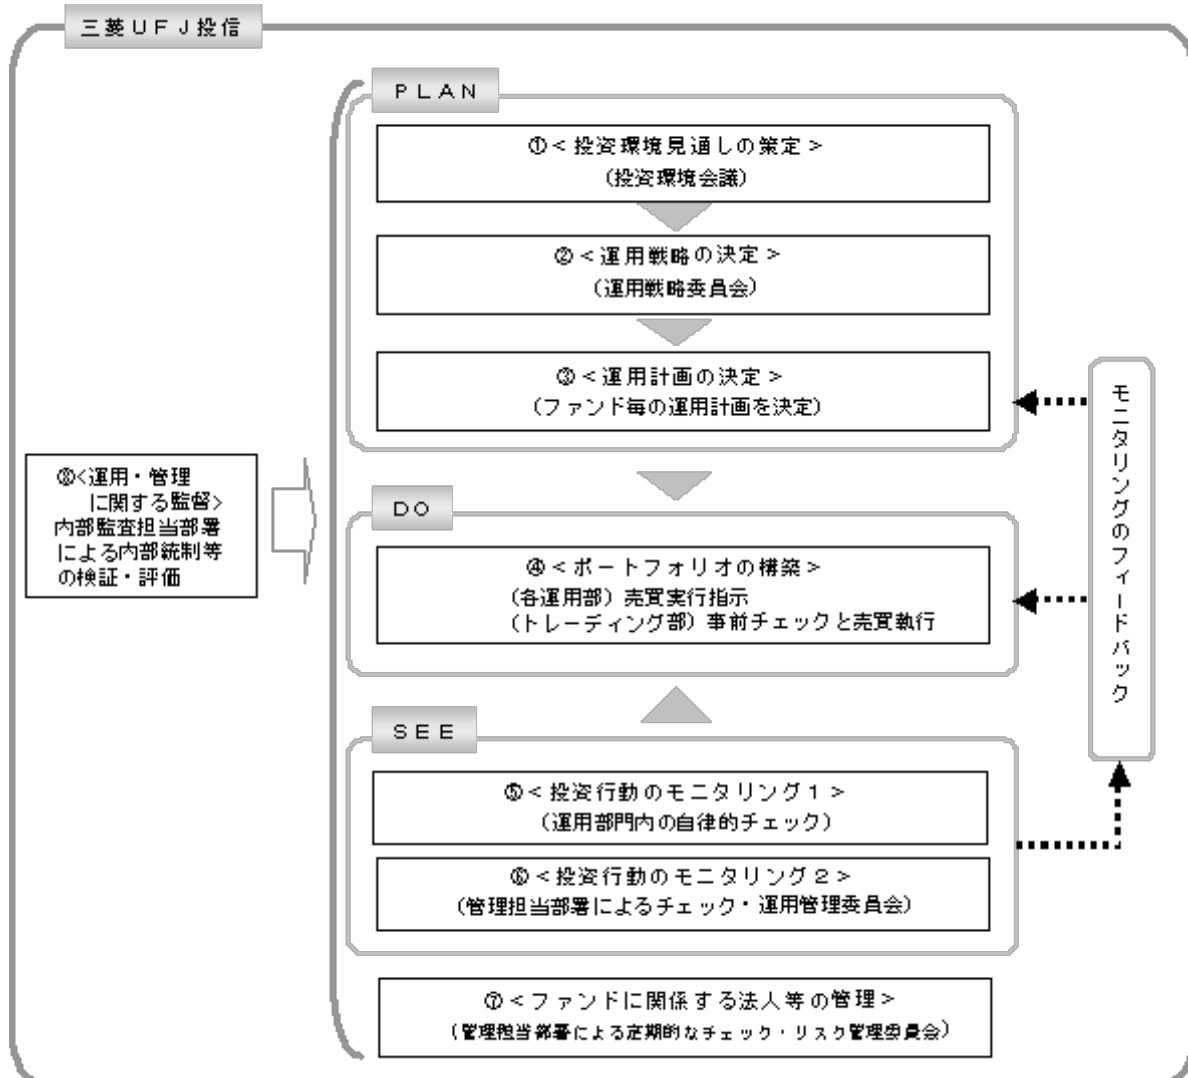 三菱ＵＦＪ投信
ＰＬＡＮ
①＜投資環境見通しの策定＞
（投資環境会議）
②＜運用戦略の決定＞
（運用戦略委員会）
③＜運用計画の決定＞
（ファンド毎の運用計画を決定）
⑧<運用・管理
に関する監督>
内部監査担当部署
による内部統制等
の検証・評価
ＤＯ
④＜ポートフォリオの構築＞
（各運用部）売買実行指示
（トレーディング部）事前チェックと売買執行
ＳＥＥ
⑤＜投資行動のモニタリング１＞
（運用部門内の自律的チェック）
⑥＜投資行動のモニタリング２＞
（管理担当部署によるチェック・運用管理委員会）
⑦＜ファンドに関係する法人等の管理＞
（管理担当部署による定期的なチェック・リスク管理委員会）
モニタリングのフィードバック